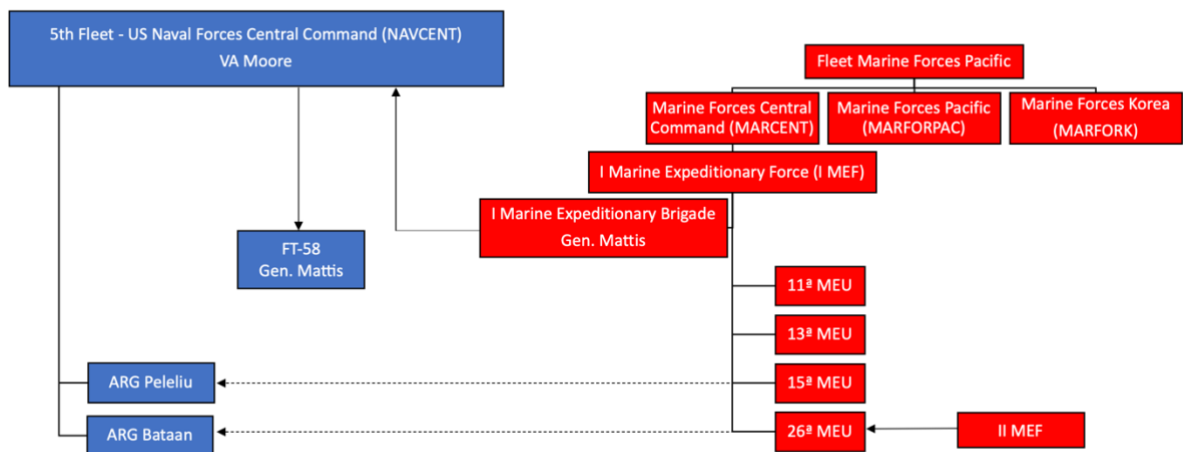 5th Fleet - US Naval Forces Central Command (NAVCENT)
VA Moore
Fleet Marine Forces Pacific
Marine Forces Central
Command (MARCENT)
Marine Forces Pacific
(MARFORPAC)
Marine Forces Korea
(MARFORK)
I Marine Expeditionary Force (I MEF)
I Marine Expeditionary Brigade
Gen. Mattis
FT-58
Gen. Mattis
11ª MEU
13ª MEU
ARG Peleliu
15ª MEU
ARG Bataan
26ª MEU
II MEF